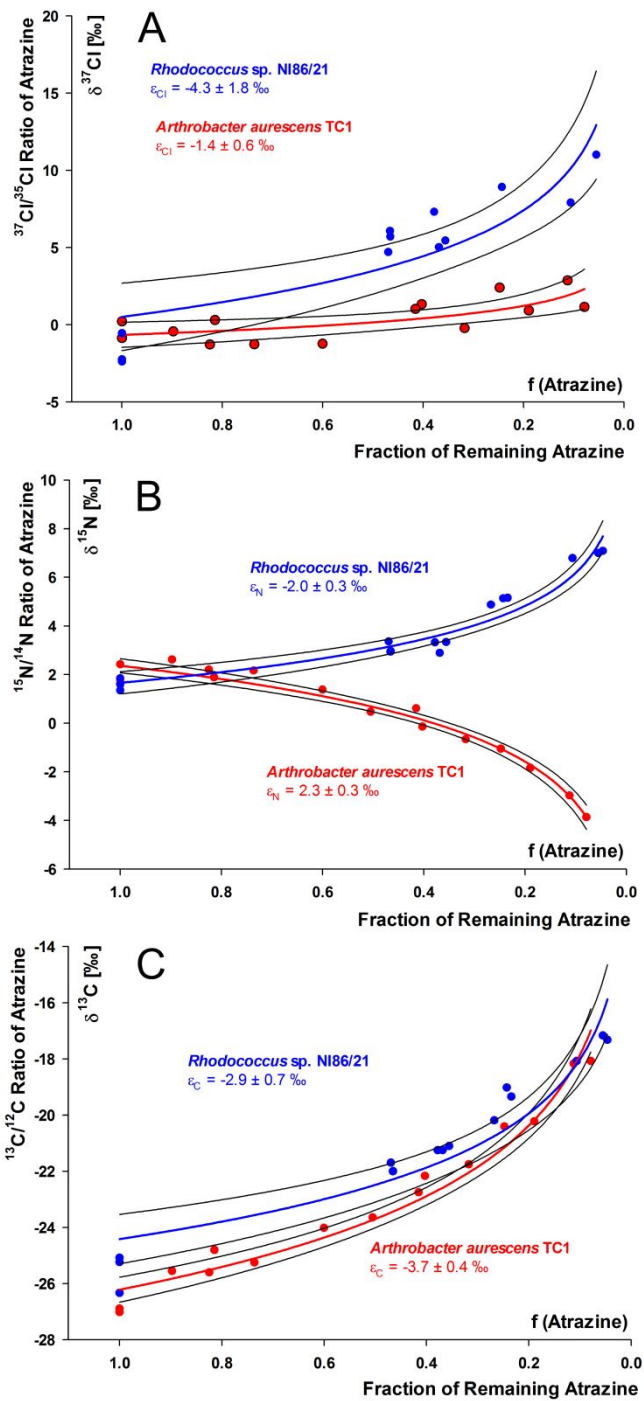 A
³⁷Cl/³⁵Cl Ratio of Atrazine
δ ³⁷Cl [‰]
20
15
10
5
0
-5
Rhodococcus sp. NI86/21
εCl = -4.3 ± 1.8 ‰
Arthrobacter aurescens TC1
εCl = -1.4 ± 0.6 ‰
f (Atrazine)
1.0 0.8 0.6 0.4 0.2 0.0
Fraction of Remaining Atrazine
B
¹⁵N/¹⁴N Ratio of Atrazine
δ ¹⁵N [‰]
10
8
6
4
2
0
-2
-4
-6
Rhodococcus sp. NI86/21
εN = -2.0 ± 0.3 ‰
Arthrobacter aurescens TC1
εN = 2.3 ± 0.3 ‰
f (Atrazine)
1.0 0.8 0.6 0.4 0.2 0.0
Fraction of Remaining Atrazine
C
¹³C/¹²C Ratio of Atrazine
δ ¹³C [‰]
-14
-16
-18
-20
-22
-24
-26
-28
Rhodococcus sp. NI86/21
εC = -2.9 ± 0.7 ‰
Arthrobacter aurescens TC1
εC = -3.7 ± 0.4 ‰
f (Atrazine)
1.0 0.8 0.6 0.4 0.2 0.0
Fraction of Remaining Atrazine